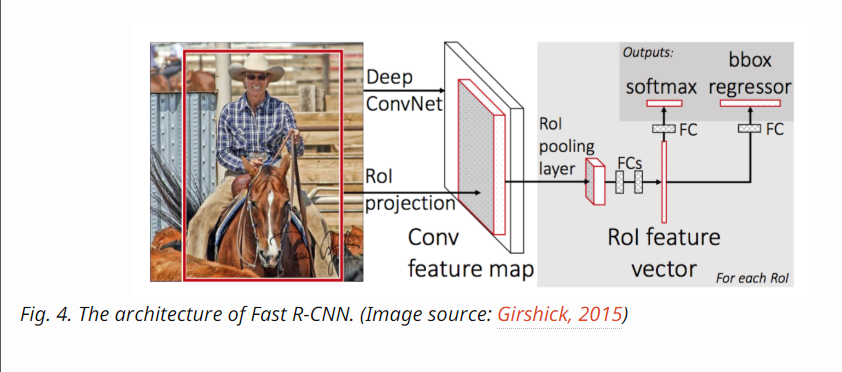 Deep
ConvNet
RoI
projection
Conv
feature map
RoI
pooling
layer
FCs
RoI feature
vector
For each RoI
Outputs:
softmax
bbox
regressor
FC
FC
Fig. 4. The architecture of Fast R-CNN. (Image source: Girshick, 2015)